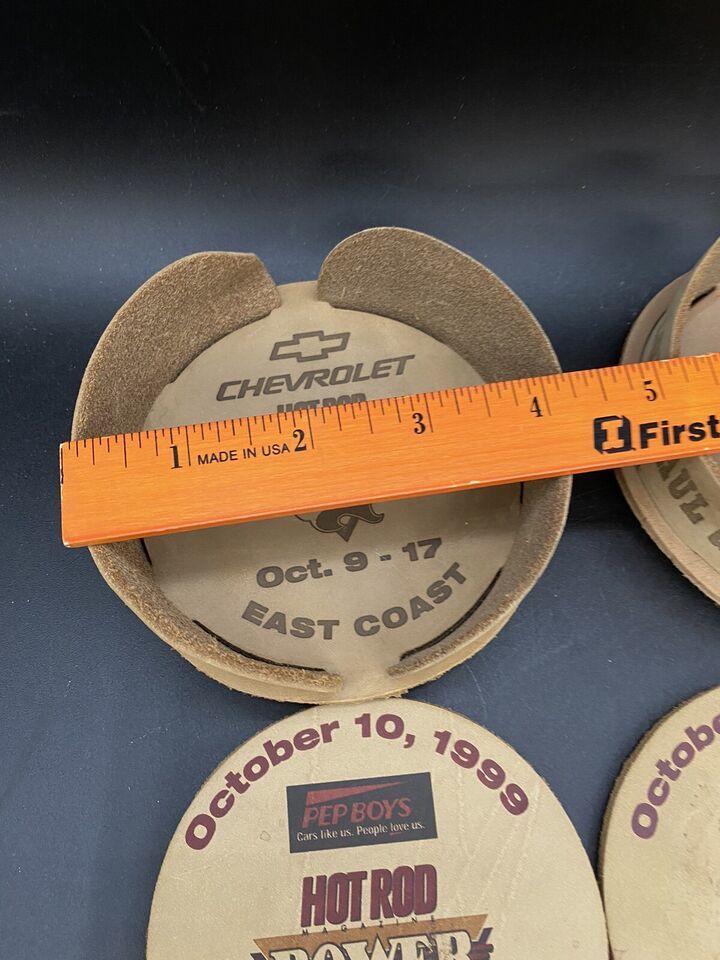 CHEVROLET
HOT ROD
1 MADE IN USA 2 3 4 5
First
Oct. 9 - 17
EAST COAST
October 10, 1999
PEP BOYS
Cars like us. People love us.
HOT ROD
MAGAZINE
POWER